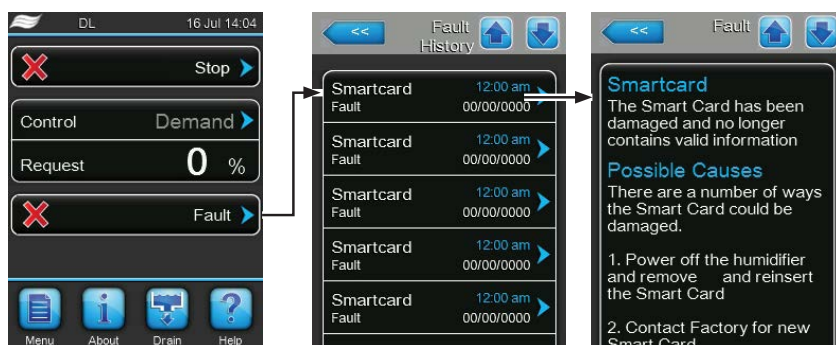 DL 16 Jul 14:04
Stop
Control Demand
Request 0 %
Fault
Menu About Drain Help
<< Fault
History
Smartcard 12:00 am
Fault 00/00/0000
Smartcard 12:00 am
Fault 00/00/0000
Smartcard 12:00 am
Fault 00/00/0000
Smartcard 12:00 am
Fault 00/00/0000
Smartcard 12:00 am
Fault 00/00/0000
<< Fault
Smartcard
The Smart Card has been
damaged and no longer
contains valid information
Possible Causes
There are a number of ways
the Smart Card could be
damaged.
1. Power off the humidifier
and remove and reinsert
the Smart Card
2. Contact Factory for new
Smart Card